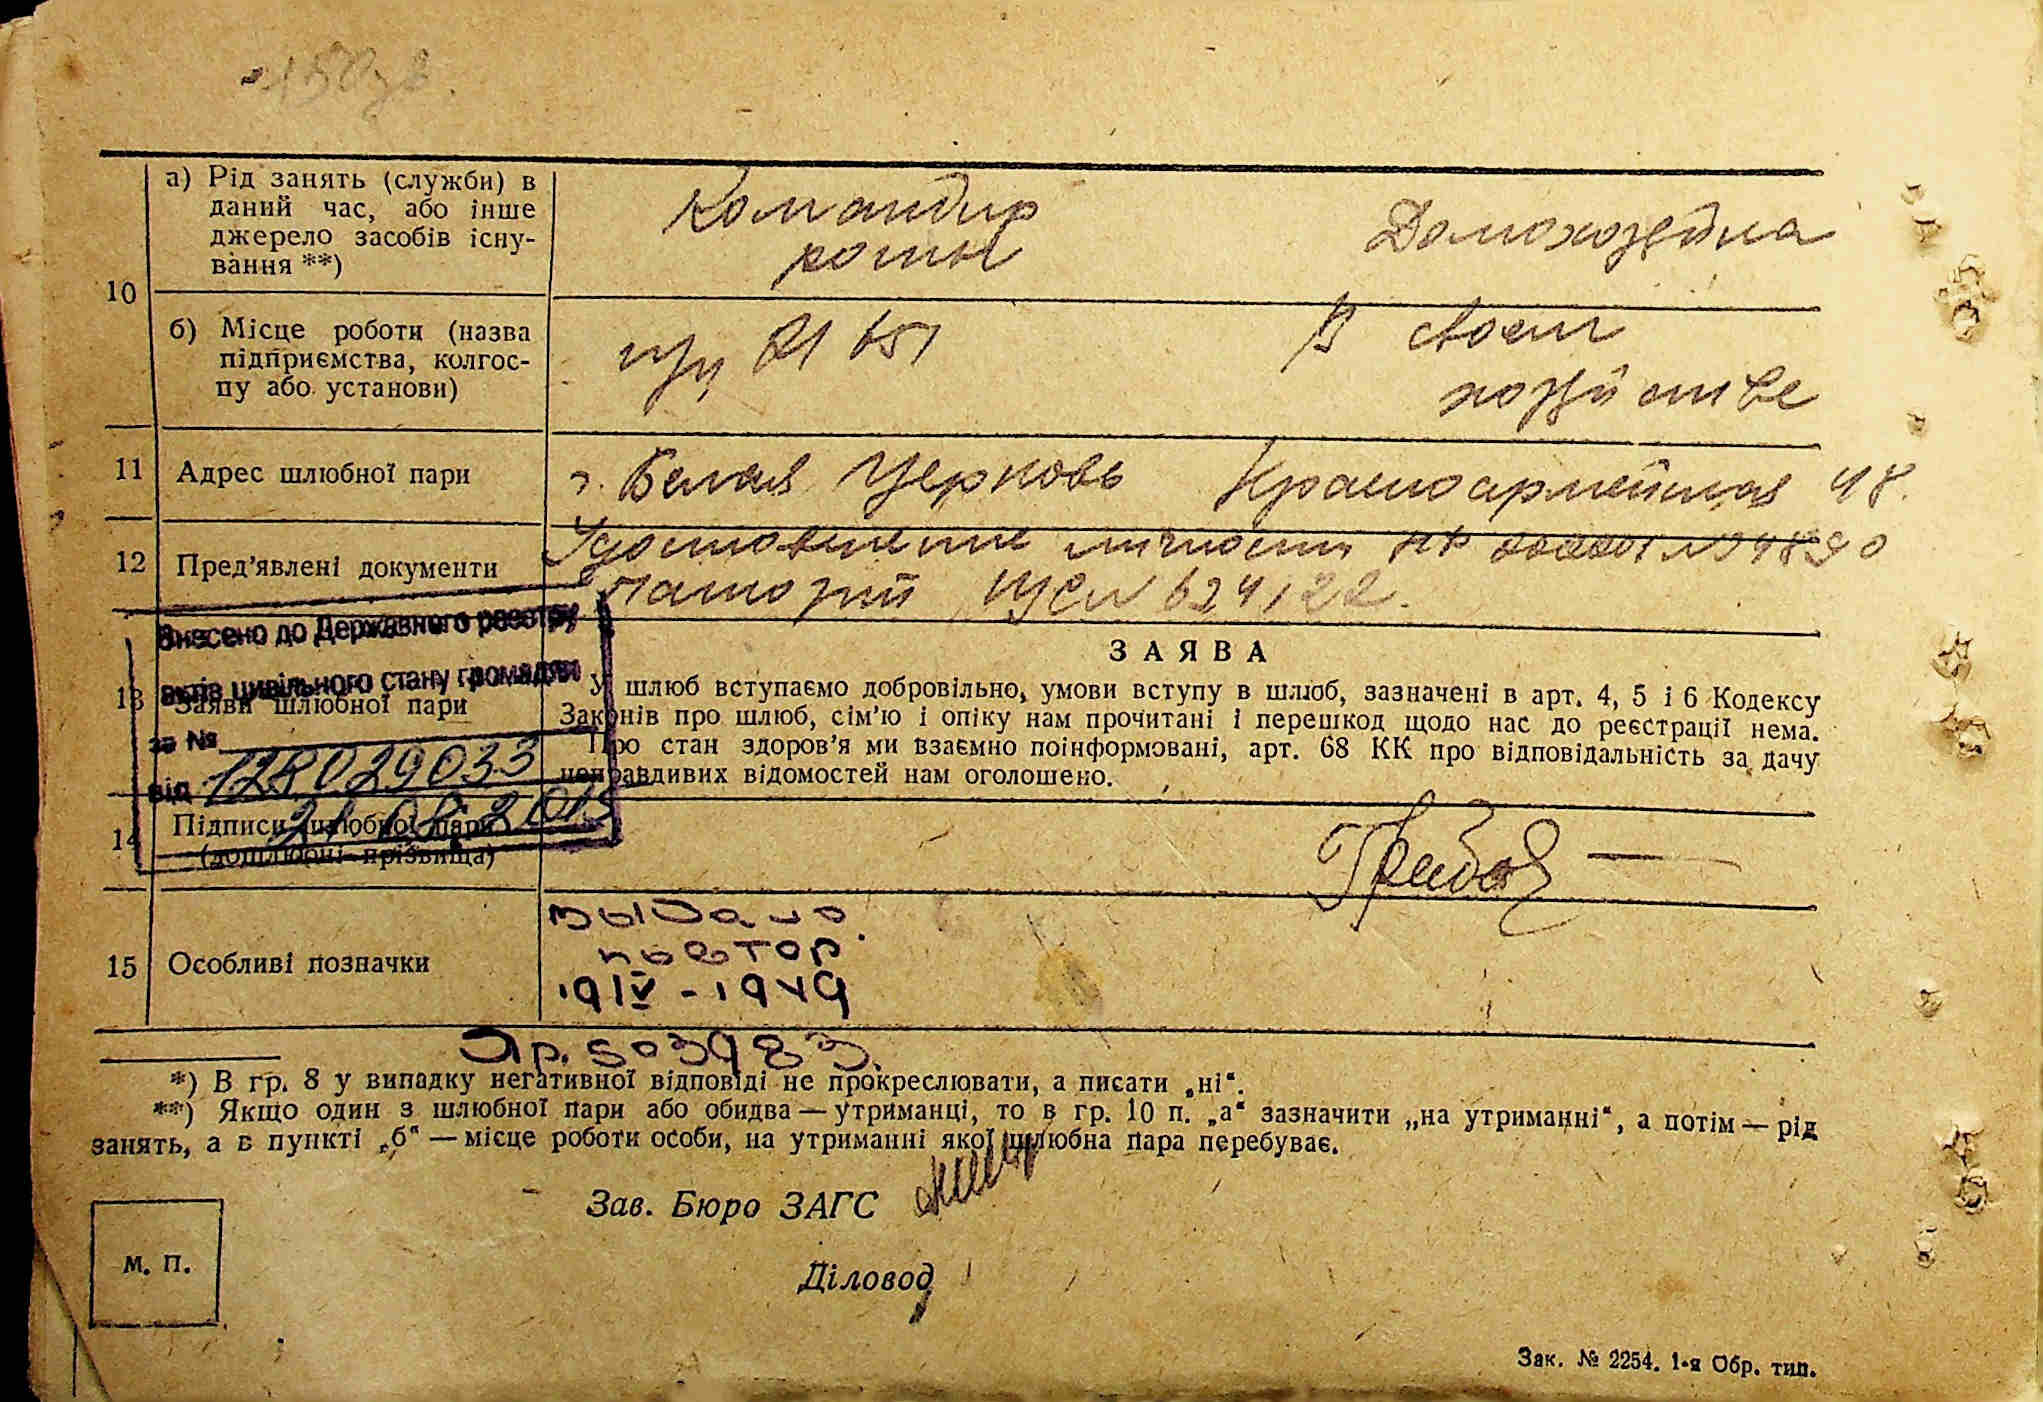 10
а) Рід занять (служби) в
даний час, або інше
джерело засобів існу-
вання **)
Командир
роты
Домохозяйка
б) Місце роботи (назва
підприємства, колгос-
пу або установи)
В своем
хозяйстве
11 Адрес шлюбної пари
г. Белая Церковь Красноармейская 48.
12 Пред’явлені документи
Удостоверение личности
паспорт 624122.
Внесено до Державного реєстру
актів цивільного стану громадян
за №
12R029033
від
13 Заяви шлюбної пари
ЗАЯВА
У шлюб вступаємо добровільно, умови вступу в шлюб, зазначені в арт. 4, 5 і 6 Кодексу
Законів про шлюб, сім’ю і опіку нам прочитані і перешкод щодо нас до реєстрації нема.
Про стан здоров’я ми взаємно поінформовані, арт. 68 КК про відповідальність за дачу
неправдивих відомостей нам оголошено.
14 Підписи шлюбної пари
(дошлюбні прізвища)
15 Особливі позначки
выдано
повтор.
19 IV - 1949
Яр. 503983.
*) В гр. 8 у випадку негативної відповіді не прокреслювати, а писати „ні“.
**) Якщо один з шлюбної пари або обидва — утриманці, то в гр. 10 п. „а“ зазначити „на утриманні“, а потім — рід
занять, а в пункті „б“ — місце роботи особи, на утриманні якої шлюбна пара перебуває.
Зав. Бюро ЗАГС
м. п.
Діловод
Зак. № 2254. 1-я Обр. тип.